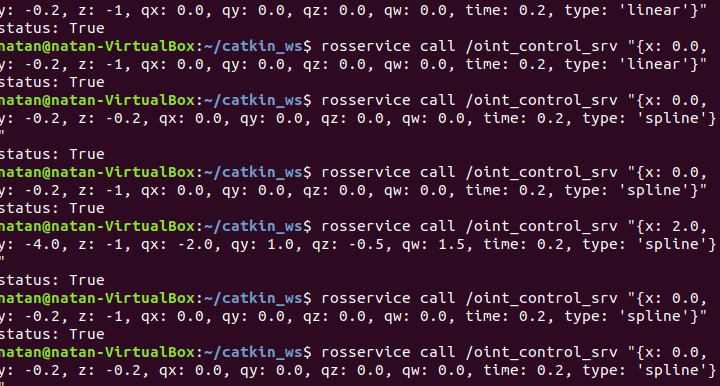 y: -0.2, z: -1, qx: 0.0, qy: 0.0, qz: 0.0, qw: 0.0, time: 0.2, type: 'linear'}"
status: True
natan@natan-VirtualBox:~/catkin_ws$ rosservice call /oint_control_srv "{x: 0.0,
y: -0.2, z: -1, qx: 0.0, qy: 0.0, qz: 0.0, qw: 0.0, time: 0.2, type: 'linear'}"
status: True
natan@natan-VirtualBox:~/catkin_ws$ rosservice call /oint_control_srv "{x: 0.0,
y: -0.2, z: -0.2, qx: 0.0, qy: 0.0, qz: 0.0, qw: 0.0, time: 0.2, type: 'spline'}
"
status: True
natan@natan-VirtualBox:~/catkin_ws$ rosservice call /oint_control_srv "{x: 0.0,
y: -0.2, z: -1, qx: 0.0, qy: 0.0, qz: 0.0, qw: 0.0, time: 0.2, type: 'spline'}"
status: True
natan@natan-VirtualBox:~/catkin_ws$ rosservice call /oint_control_srv "{x: 2.0,
y: -4.0, z: -1, qx: -2.0, qy: 1.0, qz: -0.5, qw: 1.5, time: 0.2, type: 'spline'}
"
status: True
natan@natan-VirtualBox:~/catkin_ws$ rosservice call /oint_control_srv "{x: 0.0,
y: -0.2, z: -1, qx: 0.0, qy: 0.0, qz: 0.0, qw: 0.0, time: 0.2, type: 'spline'}"
status: True
natan@natan-VirtualBox:~/catkin_ws$ rosservice call /oint_control_srv "{x: 0.0,
y: -0.2, z: -0.2, qx: 0.0, qy: 0.0, qz: 0.0, qw: 0.0, time: 0.2, type: 'spline'}
"